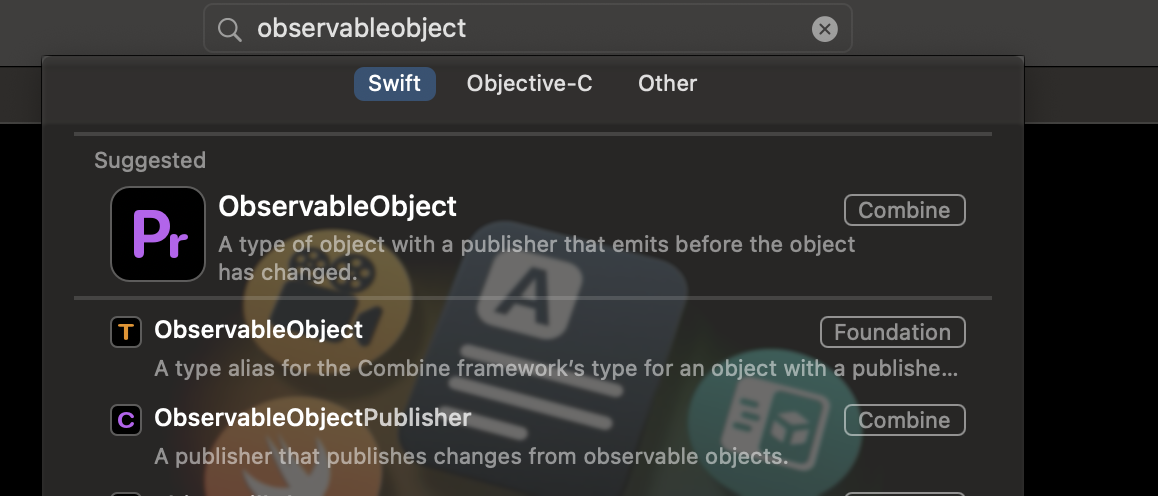 observableobject
Swift Objective-C Other
Suggested
Pr ObservableObject Combine
A type of object with a publisher that emits before the object
has changed.
T ObservableObject Foundation
A type alias for the Combine framework’s type for an object with a publishe...
C ObservableObjectPublisher Combine
A publisher that publishes changes from observable objects.
A